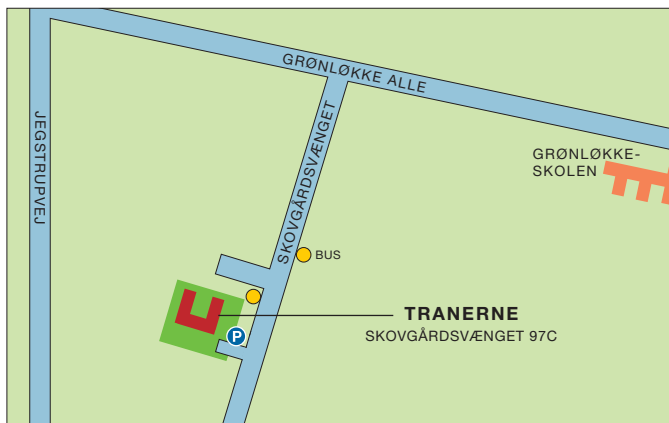 GRØNLØKKE ALLE
JEGSTRUPVEJ
SKOVGÅRDSVÆNGET
GRØNLØKKE-
SKOLEN
BUS
TRANERNE
SKOVGÅRDSVÆNGET 97C
P